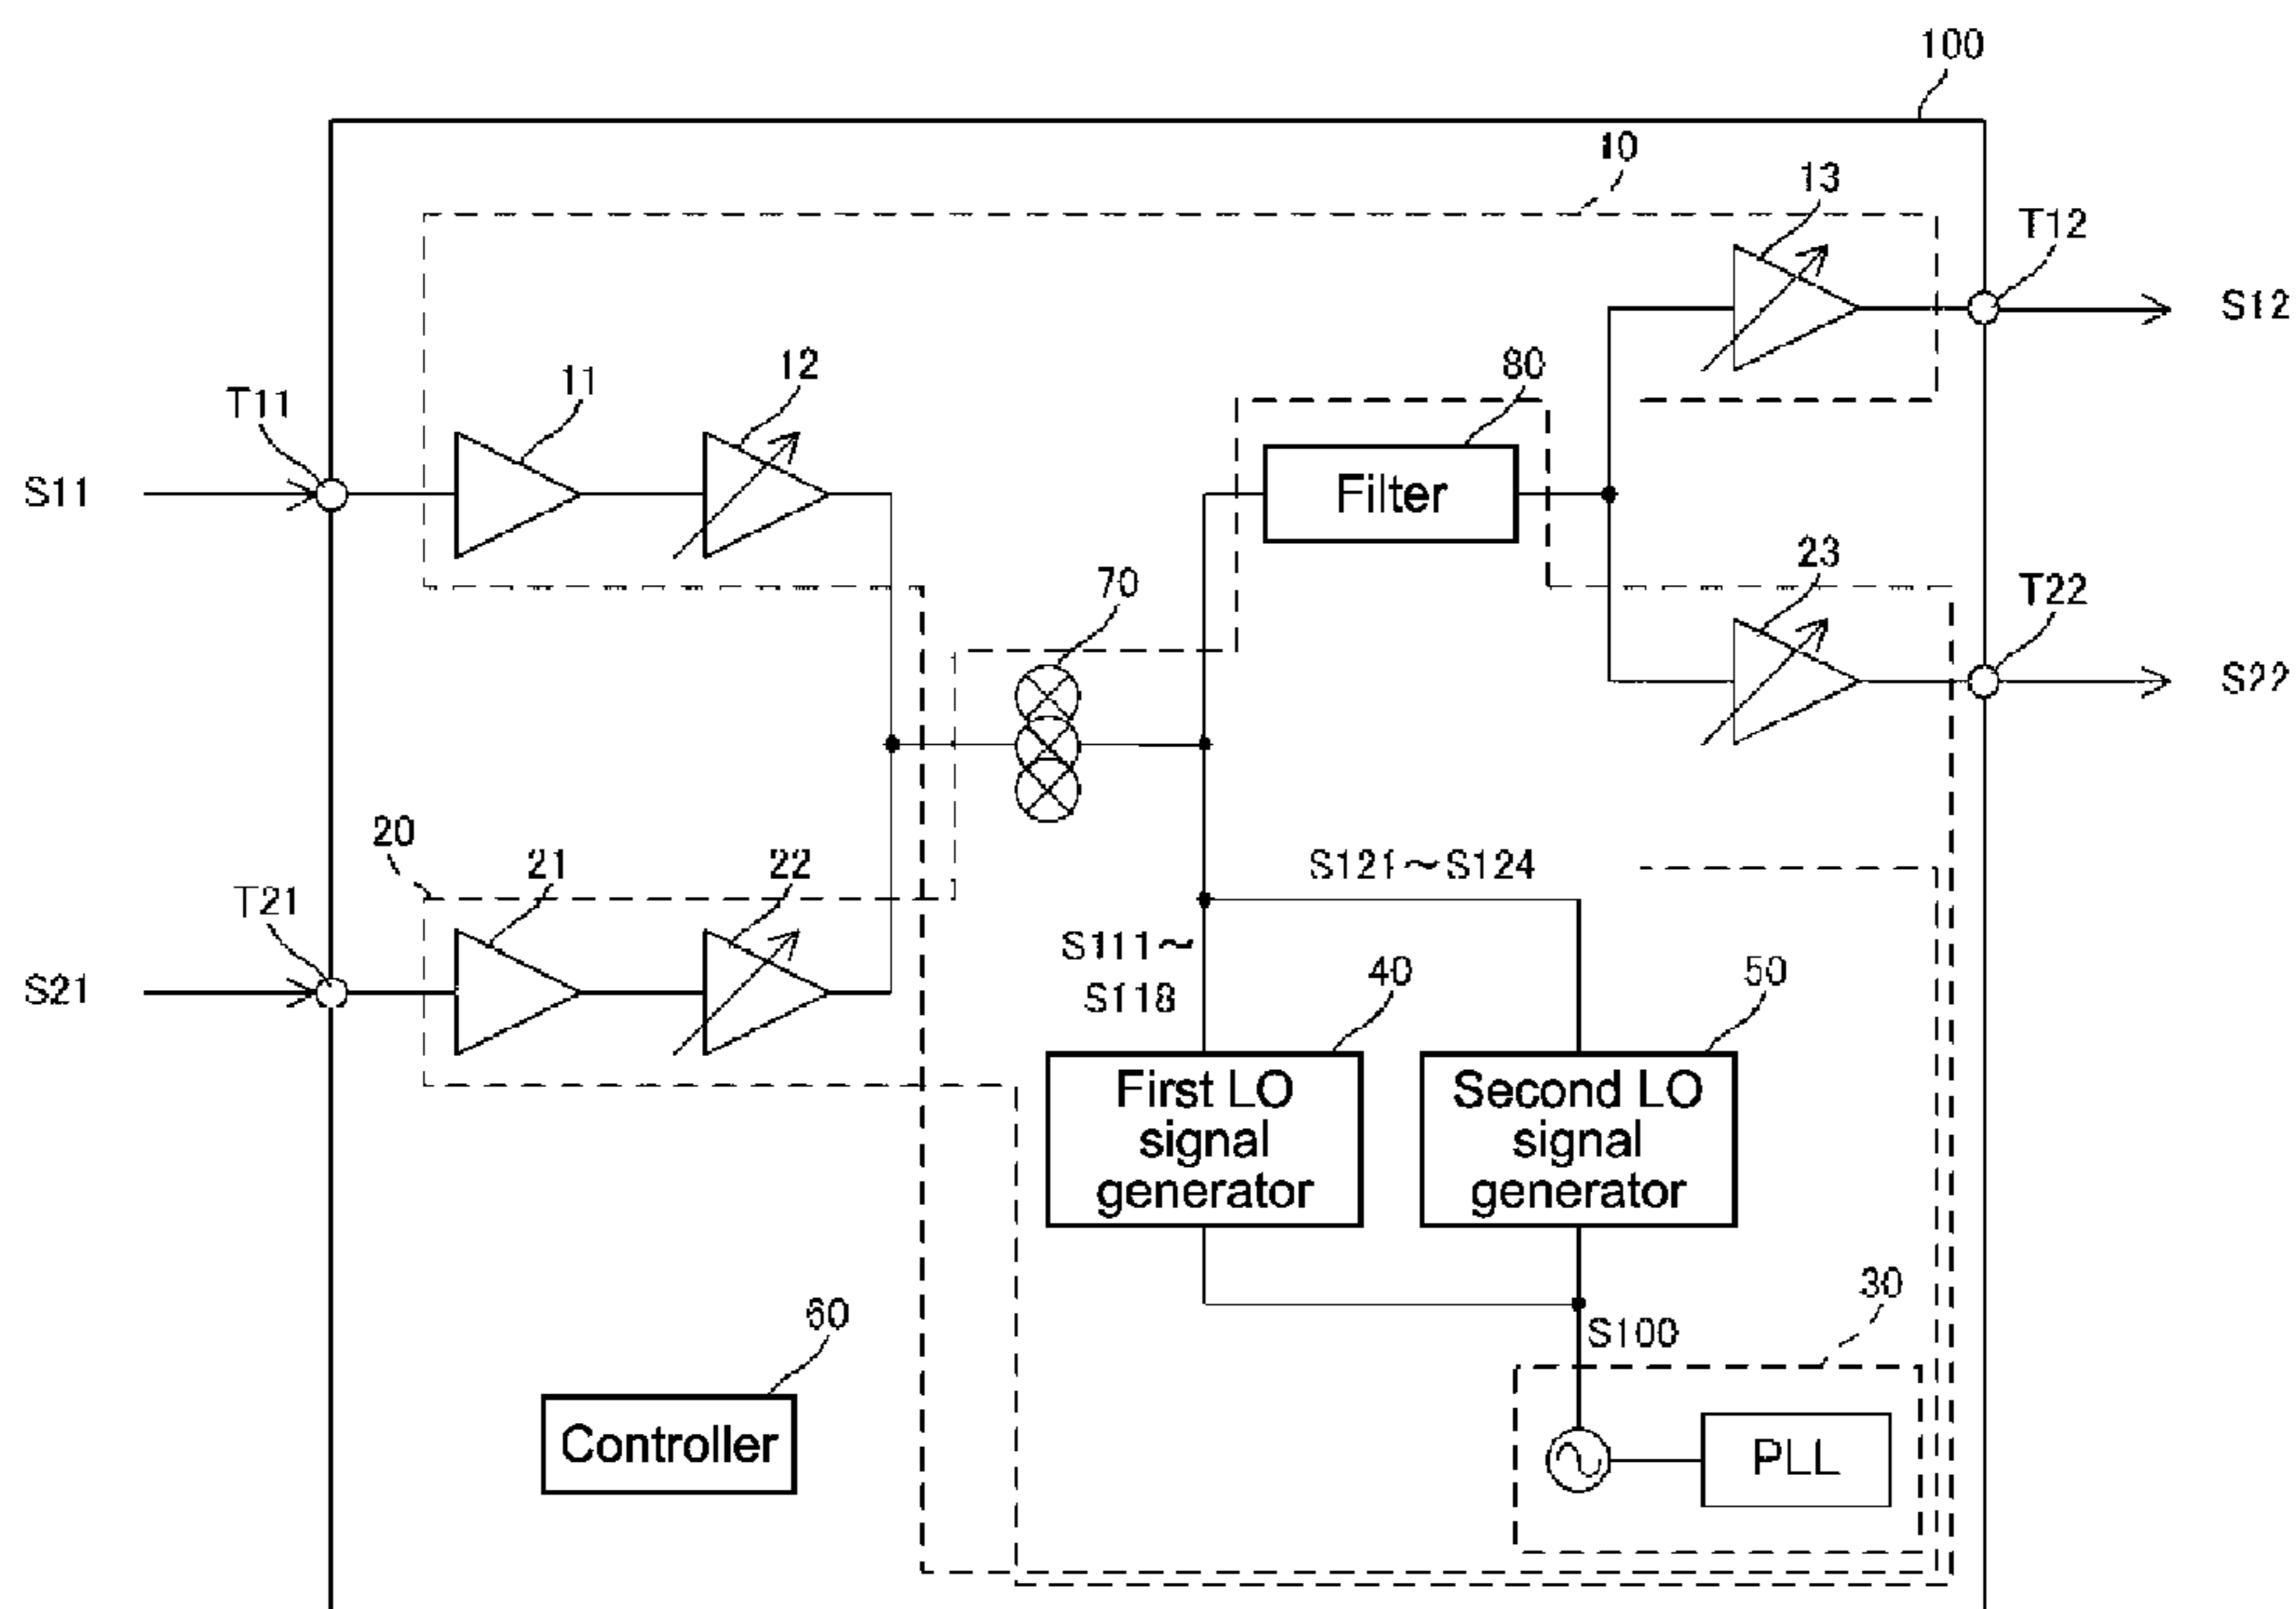 100
10
13
T12
S12
80
12
11
T11
S11
Filter
23
T22
S22
70
20
21
22
T21
S21
S121~S124
S111~
S118
40
50
First LO
signal
generator
Second LO
signal
generator
30
S100
60
Controller
PLL